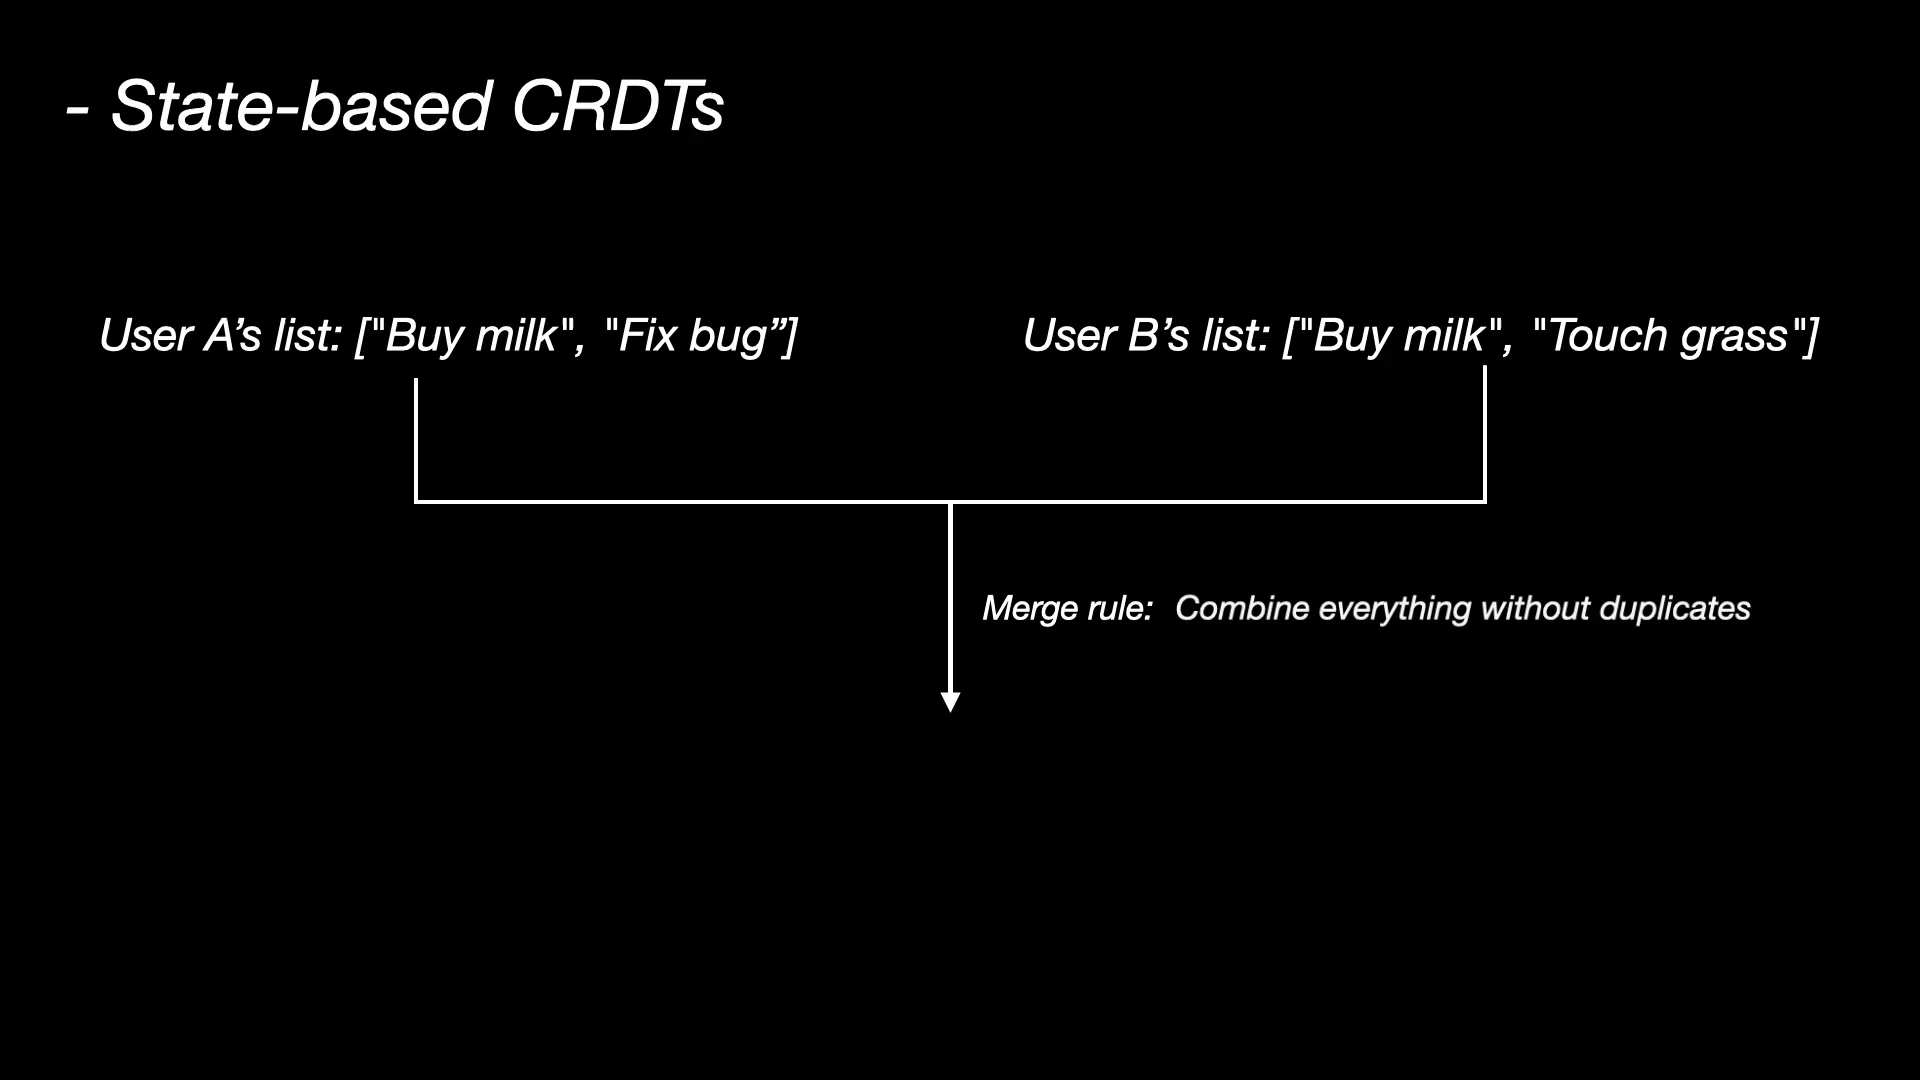 - State-based CRDTs
User A’s list: ["Buy milk", "Fix bug”]
User B’s list: ["Buy milk", "Touch grass"]
Merge rule: Combine everything without duplicates